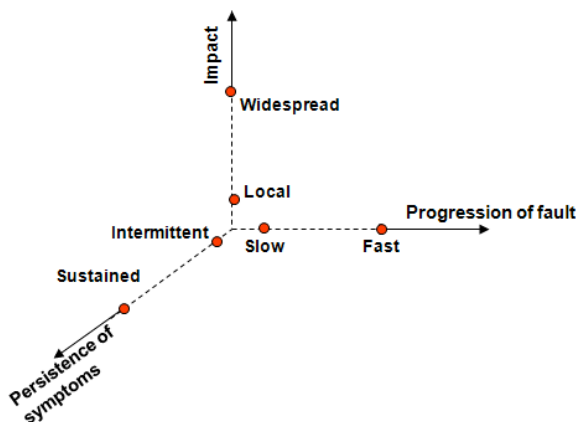 Impact
Widespread
Local
Progression of fault
Intermittent
Slow
Fast
Sustained
Persistence of
symptoms